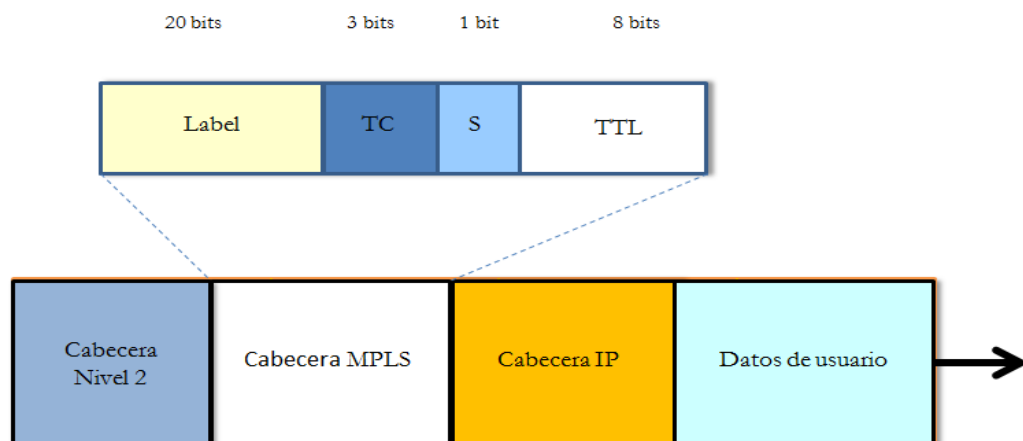 20 bits 3 bits 1 bit 8 bits
Label TC S TTL
Cabecera
Nivel 2
Cabecera MPLS
Cabecera IP
Datos de usuario